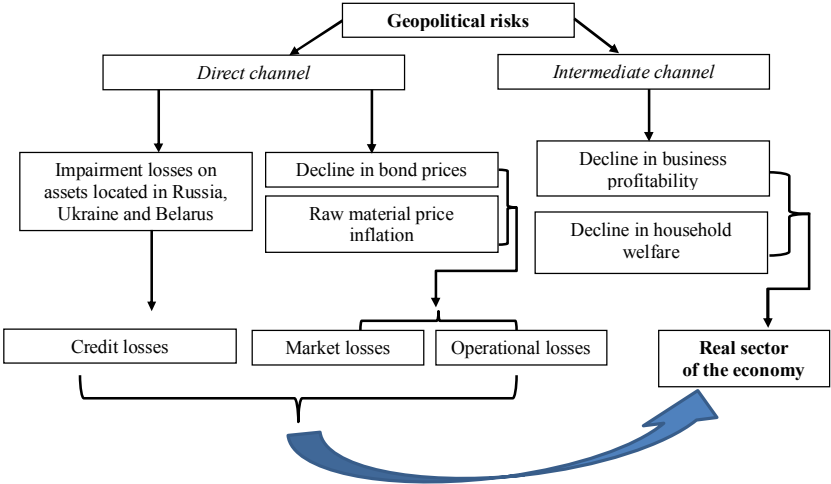 Geopolitical risks
Direct channel
Intermediate channel
Impairment losses on
assets located in Russia,
Ukraine and Belarus
Decline in bond prices
Raw material price
inflation
Decline in business
profitability
Decline in household
welfare
Credit losses
Market losses
Operational losses
Real sector
of the economy